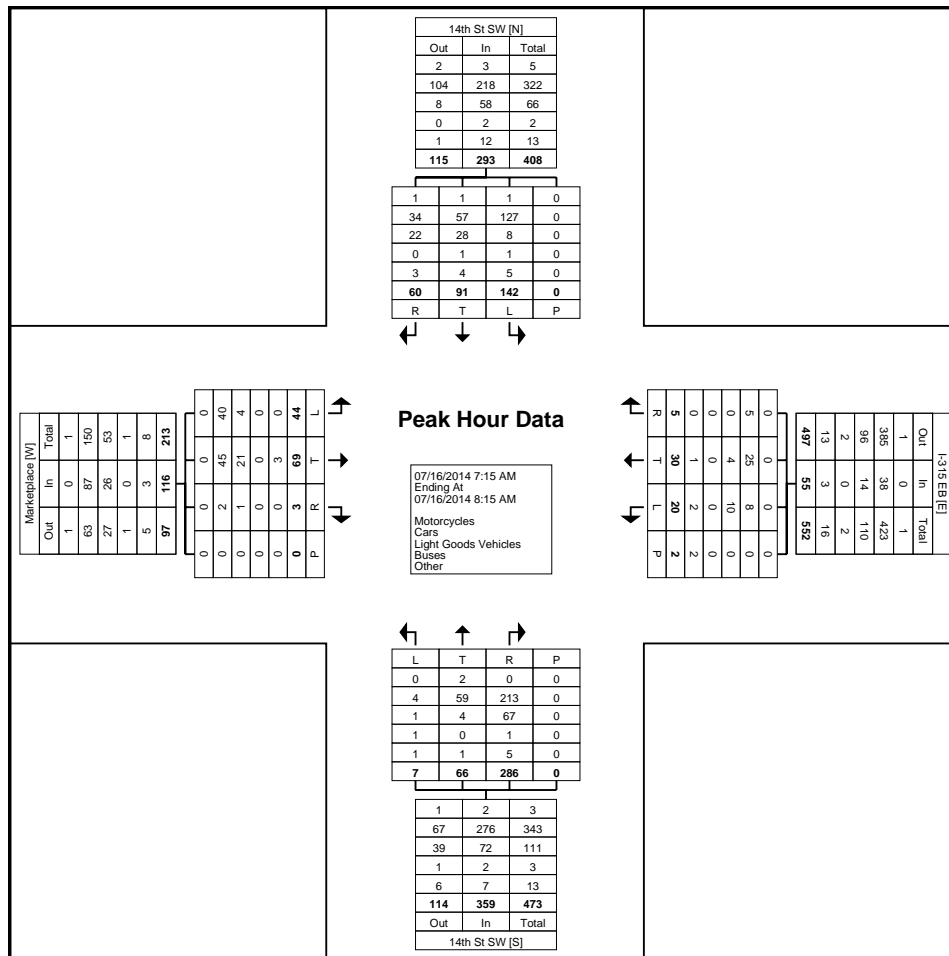 14th St SW [N]
Out In Total
2 3 5
104 218 322
8 58 66
0 2 2
1 12 13
115 293 408
1 1 1 0
34 57 127 0
22 28 8 0
0 1 1 0
3 4 5 0
60 91 142 0
R T L P
Marketplace [W]
Out In Total
1 0 1
63 87 150
27 26 53
1 0 1
5 3 8
97 116 213
0 0 0 0
40 45 2 0
4 21 1 0
0 0 0 0
0 3 0 0
44 69 3 0
L T R P
Peak Hour Data
07/16/2014 7:15 AM
Ending At
07/16/2014 8:15 AM
Motorcycles
Cars
Light Goods Vehicles
Buses
Other
I-315 EB [E]
Out In Total
1 0 1
385 38 423
96 14 110
2 0 2
13 3 16
497 55 552
0 0 0 0
5 25 8 0
0 4 10 0
0 0 0 0
0 1 2 2
5 30 20 2
R T L P
L T R P
0 2 0 0
4 59 213 0
1 4 67 0
1 0 1 0
1 1 5 0
7 66 286 0
1 2 3
67 276 343
39 72 111
1 2 3
6 7 13
114 359 473
Out In Total
14th St SW [S]